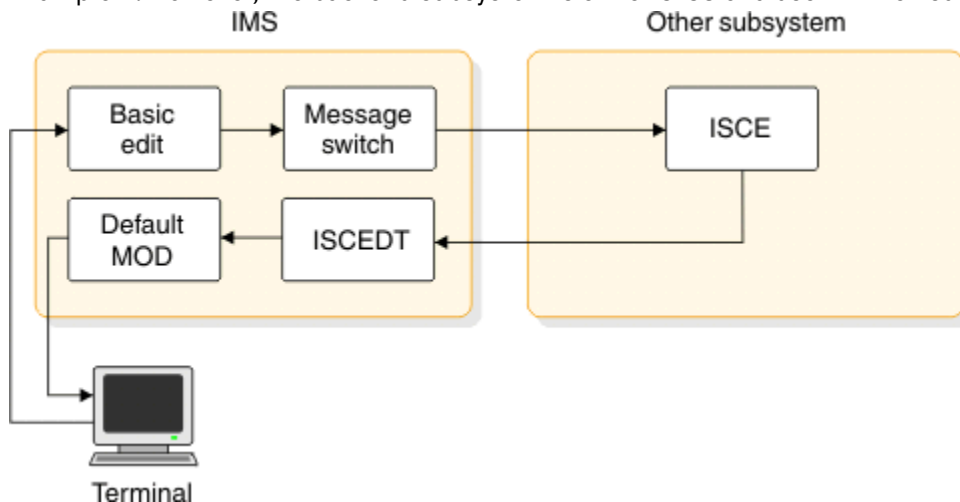 IMS
Other subsystem
Basic
edit
Message
switch
ISCE
Default
MOD
ISCEDT
Terminal